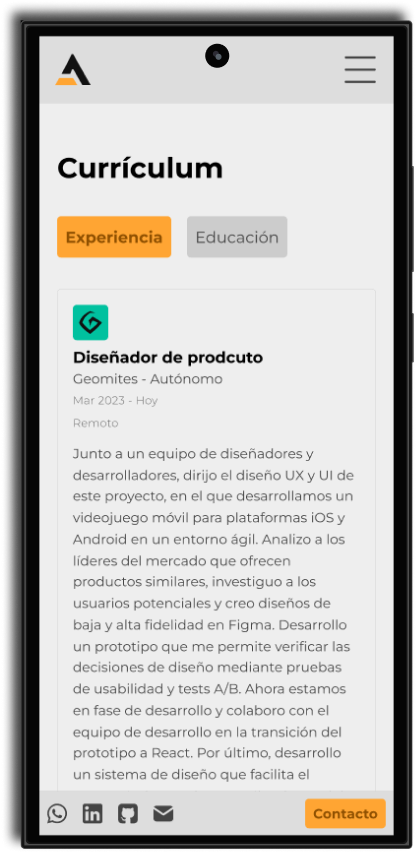 Currículum
Experiencia
Educación
Diseñador de prodcuto
Geomites - Autónomo
Mar 2023 - Hoy
Remoto
Junto a un equipo de diseñadores y
desarrolladores, dirijo el diseño UX y UI de
este proyecto, en el que desarrollamos un
videojuego móvil para plataformas iOS y
Android en un entorno ágil. Analizo a los
líderes del mercado que ofrecen
productos similares, investiguo a los
usuarios potenciales y creo diseños de
baja y alta fidelidad en Figma. Desarrollo
un prototipo que me permite verificar las
decisiones de diseño mediante pruebas
de usabilidad y tests A/B. Ahora estamos
en fase de desarrollo y colaboro con el
equipo de desarrollo en la transición del
prototipo a React. Por último, desarrollo
un sistema de diseño que facilita el
Contacto